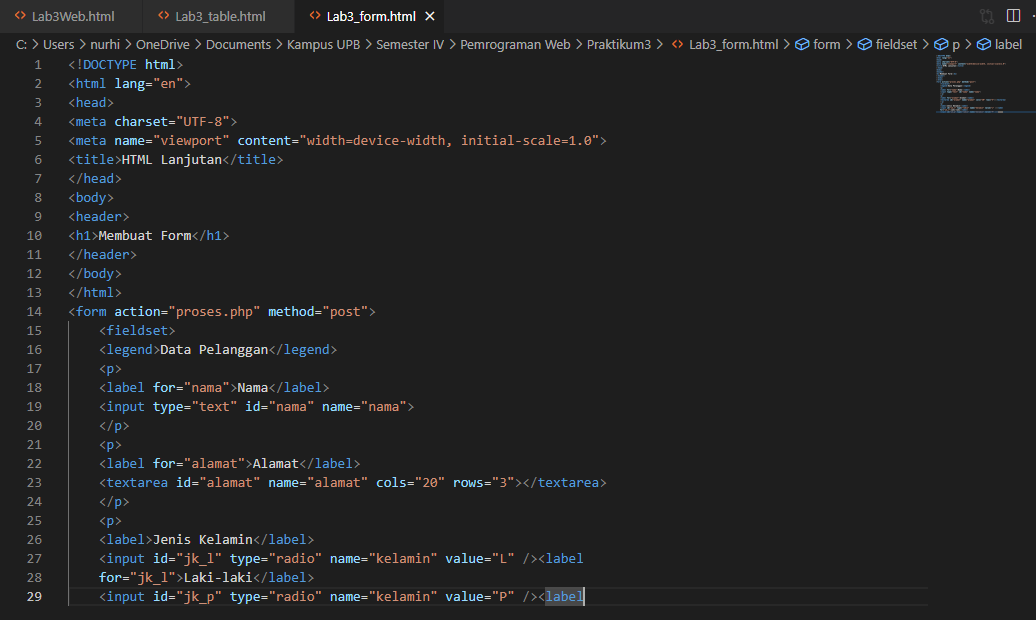 Lab3Web.html Lab3_table.html Lab3_form.html
C: > Users > nurhi > OneDrive > Documents > Kampus UPB > Semester IV > Pemrograman Web > Praktikum3 > Lab3_form.html > form > fieldset > p > label
1 <!DOCTYPE html>
2 <html lang="en">
3 <head>
4 <meta charset="UTF-8">
5 <meta name="viewport" content="width=device-width, initial-scale=1.0">
6 <title>HTML Lanjutan</title>
7 </head>
8 <body>
9 <header>
10 <h1>Membuat Form</h1>
11 </header>
12 </body>
13 </html>
14 <form action="proses.php" method="post">
15 <fieldset>
16 <legend>Data Pelanggan</legend>
17 <p>
18 <label for="nama">Nama</label>
19 <input type="text" id="nama" name="nama">
20 </p>
21 <p>
22 <label for="alamat">Alamat</label>
23 <textarea id="alamat" name="alamat" cols="20" rows="3"></textarea>
24 </p>
25 <p>
26 <label>Jenis Kelamin</label>
27 <input id="jk_l" type="radio" name="kelamin" value="L" /><label
28 for="jk_l">Laki-laki</label>
29 <input id="jk_p" type="radio" name="kelamin" value="P" /><label